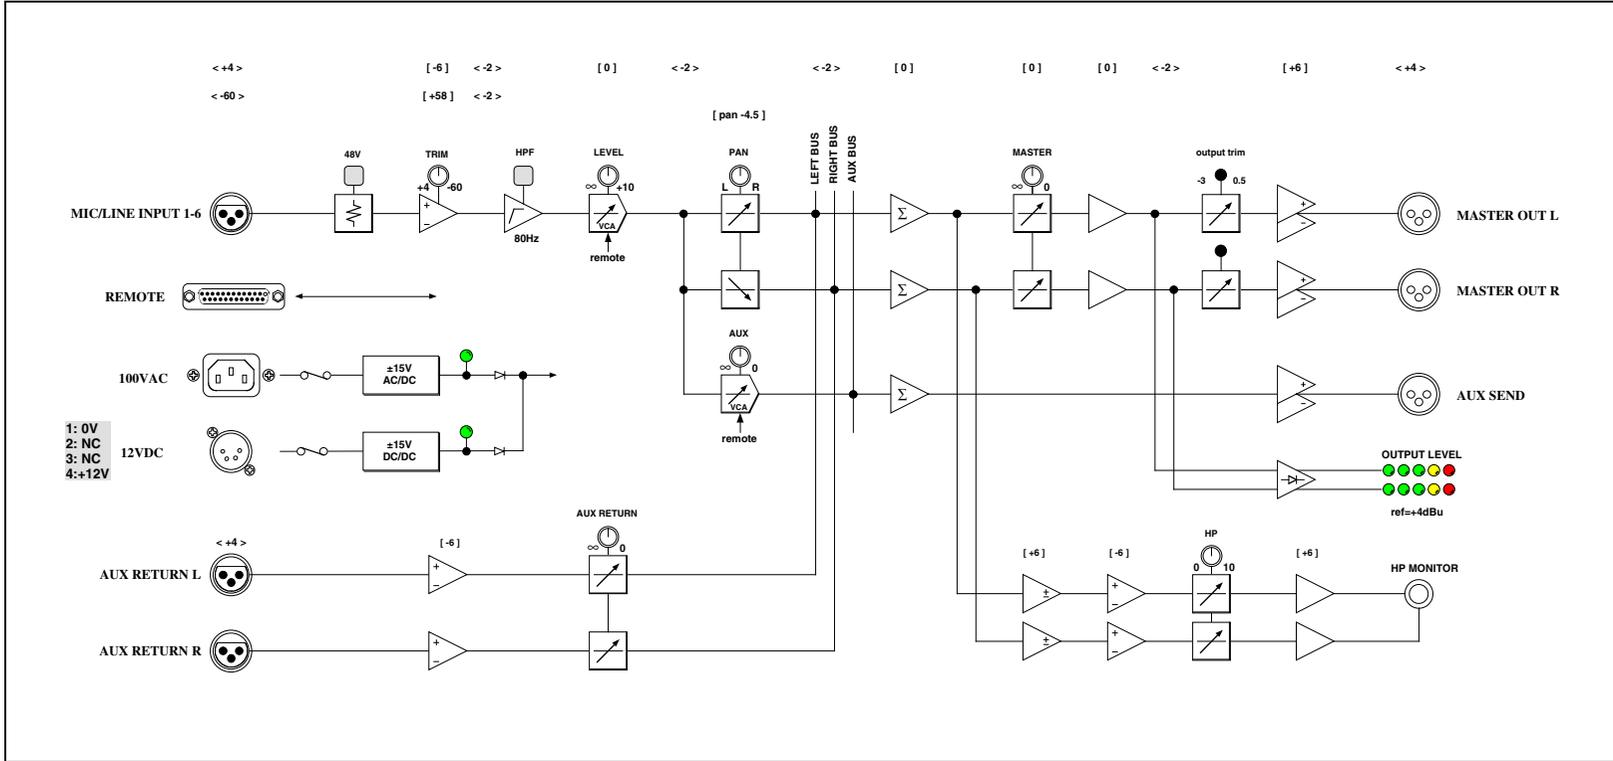 < +4 > [ -6 ] < -2 > [ 0 ] < -2 > < -2 > [ 0 ] [ 0 ] [ 0 ] < -2 > [ +6 ] < +4 >
< -60 > [ +58 ] < -2 >
[ pan -4.5 ]
LEFT BUS
RIGHT BUS
AUX BUS
48V TRIM HPF LEVEL PAN MASTER output trim
+4 -60 ∞ +10 L R ∞ 0 -3 0.5
MIC/LINE INPUT 1-6 + − VCA Σ + − MASTER OUT L
80Hz
remote
REMOTE Σ + − MASTER OUT R
AUX
∞ 0
100VAC ±15V
AC/DC
VCA Σ + − AUX SEND
remote
1: 0V
2: NC
3: NC
4:+12V
12VDC ±15V
DC/DC
OUTPUT LEVEL
ref=+4dBu
AUX RETURN
< +4 > [ -6 ] ∞ 0
AUX RETURN L + −
HP
[ +6 ] [ -6 ] 0 10 [ +6 ]
HP MONITOR
± + −
AUX RETURN R + − ± + −